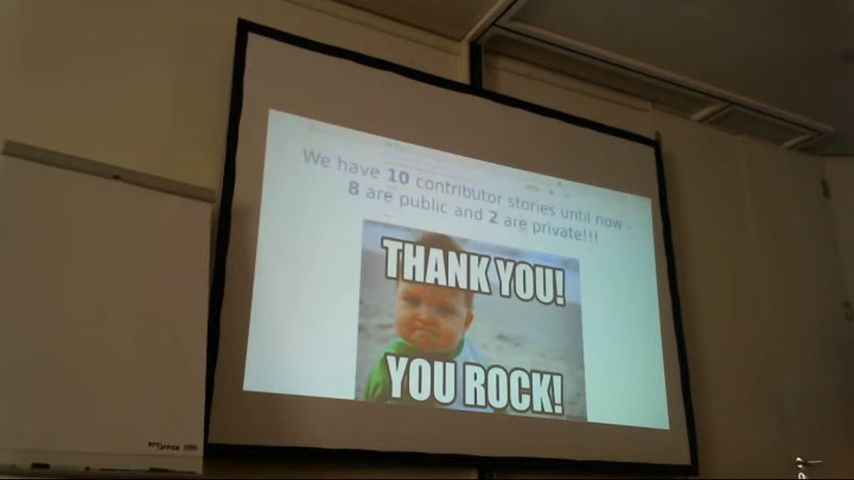 We have 10 contributor stories until now -
8 are public and 2 are private!!!
THANK YOU!
YOU ROCK!